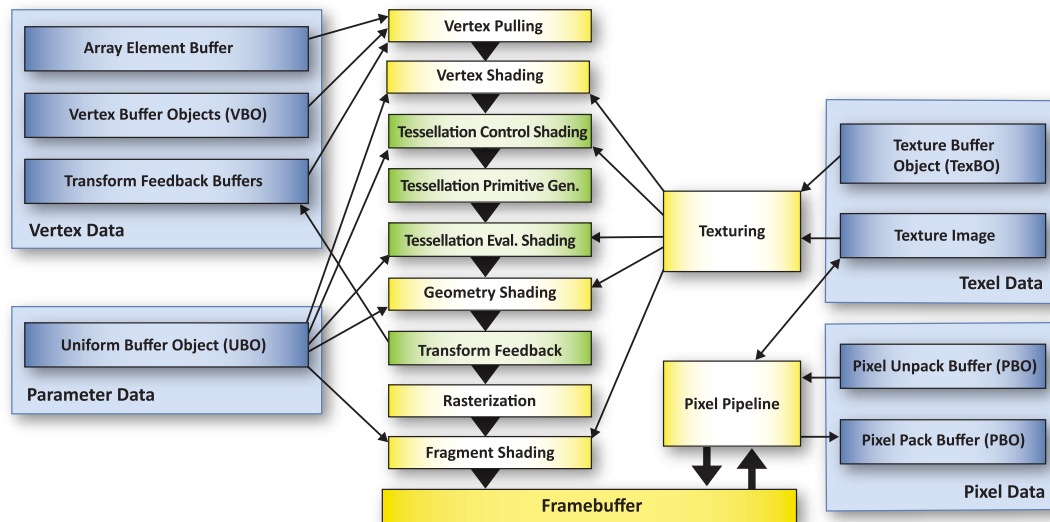 Array Element Buffer
Vertex Buffer Objects (VBO)
Transform Feedback Buffers
Vertex Data
Uniform Buffer Object (UBO)
Parameter Data
Vertex Pulling
Vertex Shading
Tessellation Control Shading
Tessellation Primitive Gen.
Tessellation Eval. Shading
Geometry Shading
Transform Feedback
Rasterization
Fragment Shading
Framebuffer
Texturing
Pixel Pipeline
Texture Buffer
Object (TexBO)
Texture Image
Texel Data
Pixel Unpack Buffer (PBO)
Pixel Pack Buffer (PBO)
Pixel Data